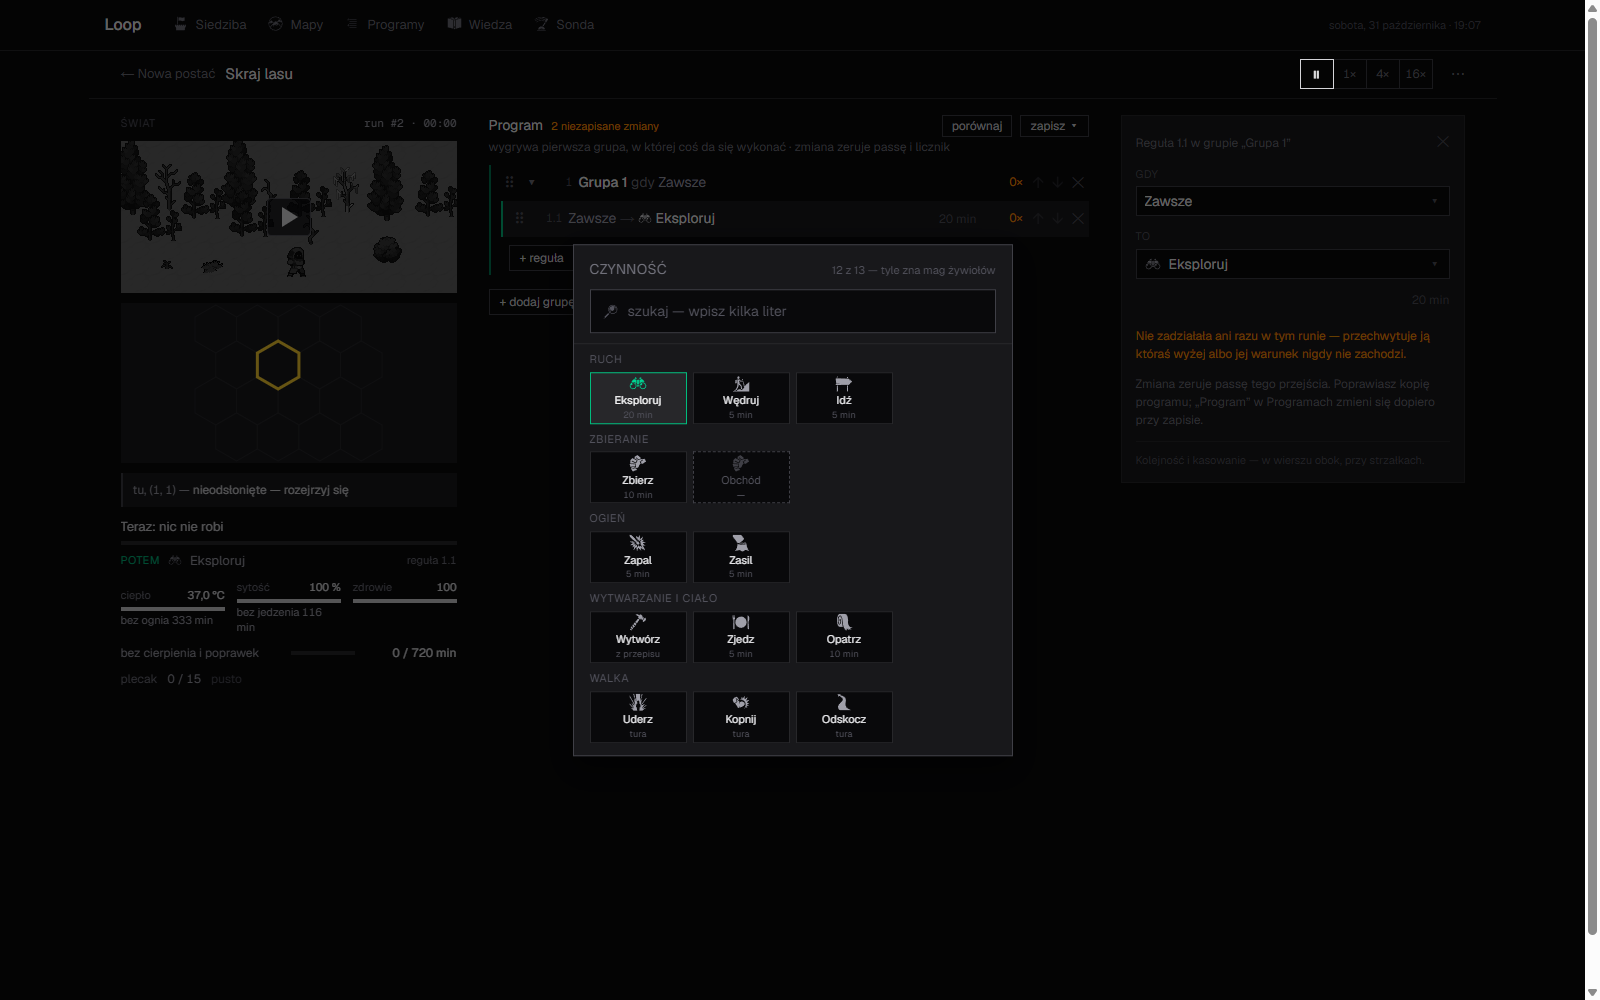 Loop Siedziba Mapy Programy Wiedza Sonda sobota, 31 października · 19:07
← Nowa postać Skraj lasu 1× 4× 16× ···
ŚWIAT run #2 · 00:00
tu, (1, 1) — nieodsłonięte — rozejrzyj się
Teraz: nic nie robi
POTEM Eksploruj reguła 1.1
ciepło 37,0 °C sytość 100 % zdrowie 100
bez ognia 333 min bez jedzenia 116
min
bez cierpienia i poprawek 0 / 720 min
plecak 0 / 15 pusto
Program 2 niezapisane zmiany porównaj zapisz
wygrywa pierwsza grupa, w której coś da się wykonać · zmiana zeruje passę i licznik
1 Grupa 1 gdy Zawsze 0× ↑ ↓ ×
1.1 Zawsze → Eksploruj 20 min 0× ↑ ↓ ×
+ reguła
+ dodaj grupę
CZYNNOŚĆ 12 z 13 — tyle zna mag żywiołów
szukaj — wpisz kilka liter
RUCH
Eksploruj Wędruj Idź
20 min 5 min 5 min
ZBIERANIE
Zbierz Obchód
10 min —
OGIEŃ
Zapal Zasil
5 min 5 min
WYTWARZANIE I CIAŁO
Wytwórz Zjedz Opatrz
z przepisu 5 min 10 min
WALKA
Uderz Kopnij Odskocz
tura tura tura
Reguła 1.1 w grupie „Grupa 1”
GDY
Zawsze
TO
Eksploruj
20 min
Nie zadziałała ani razu w tym runie — przechwytuje ją
któraś wyżej albo jej warunek nigdy nie zachodzi.
Zmiana zeruje passę tego przejścia. Poprawiasz kopię
programu; „Program” w Programach zmieni się dopiero
przy zapisie.
Kolejność i kasowanie — w wierszu obok, przy strzałkach.